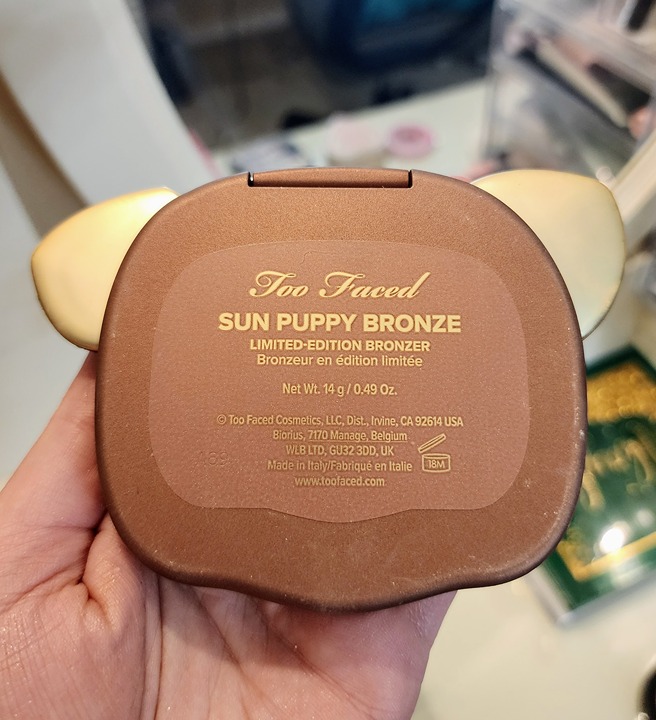 Too Faced
SUN PUPPY BRONZE
LIMITED-EDITION BRONZER
Bronzeur en édition limitée
Net Wt. 14 g / 0.49 Oz.
© Too Faced Cosmetics, LLC, Dist., Irvine, CA 92614 USA
Biorius, 7170 Manage, Belgium
WLB LTD, GU32 3DD, UK
18M
Made in Italy/Fabriqué en Italie
www.toofaced.com